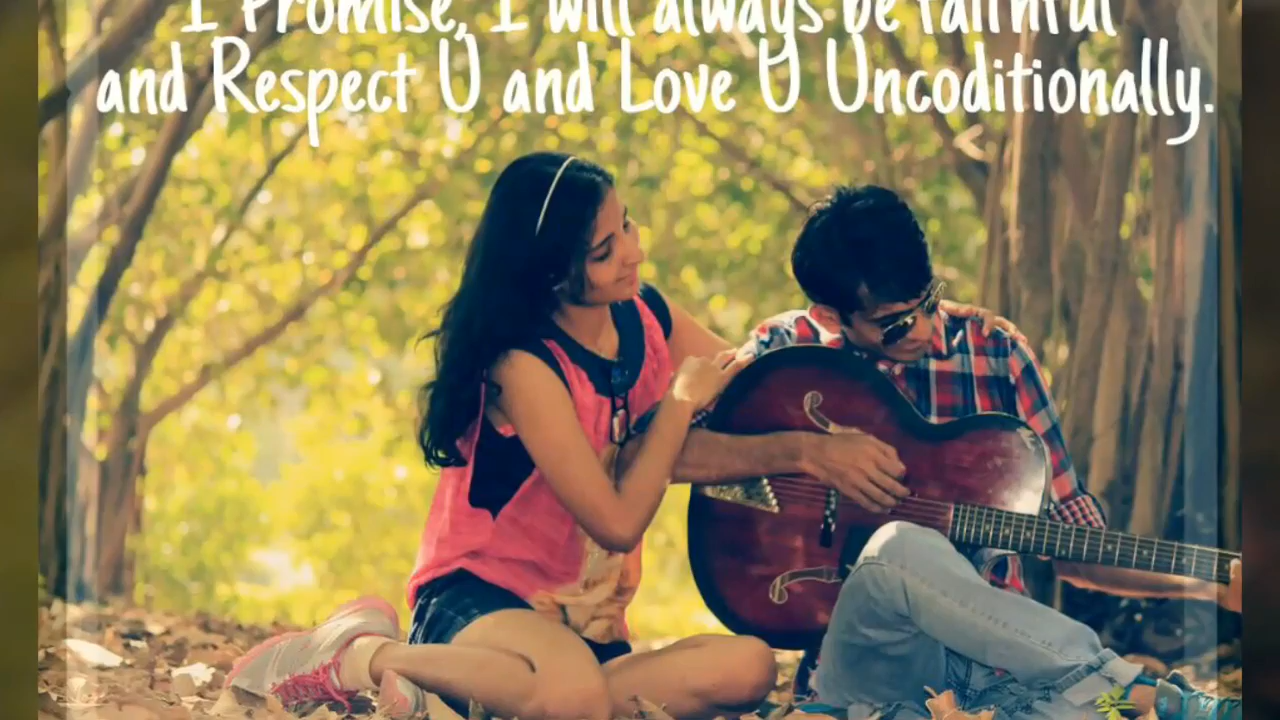 I Promise, I will always be faithful
and Respect U and Love U Uncoditionally.